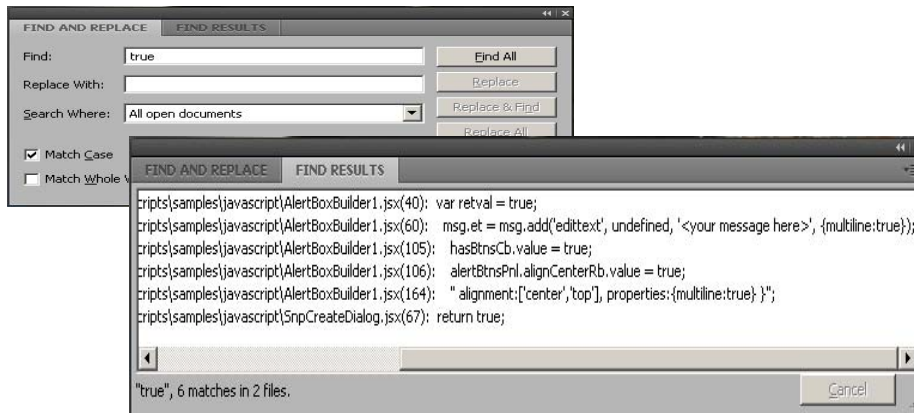 FIND AND REPLACE FIND RESULTS
Find: true Find All
Replace With: Replace
Search Where: All open documents Replace & Find
Replace All
Match Case
Match Whole
FIND AND REPLACE FIND RESULTS
cripts\samples\javascript\AlertBoxBuilder1.jsx(40): var retval = true;
cripts\samples\javascript\AlertBoxBuilder1.jsx(60): msg.et = msg.add('edittext', undefined, '<your message here>', {multiline:true});
cripts\samples\javascript\AlertBoxBuilder1.jsx(105): hasBtnsCb.value = true;
cripts\samples\javascript\AlertBoxBuilder1.jsx(106): alertBtnsPnl.alignCenterRb.value = true;
cripts\samples\javascript\AlertBoxBuilder1.jsx(164): " alignment:['center','top'], properties:{multiline:true} }";
cripts\samples\javascript\SnpCreateDialog.jsx(67): return true;
"true", 6 matches in 2 files. Cancel